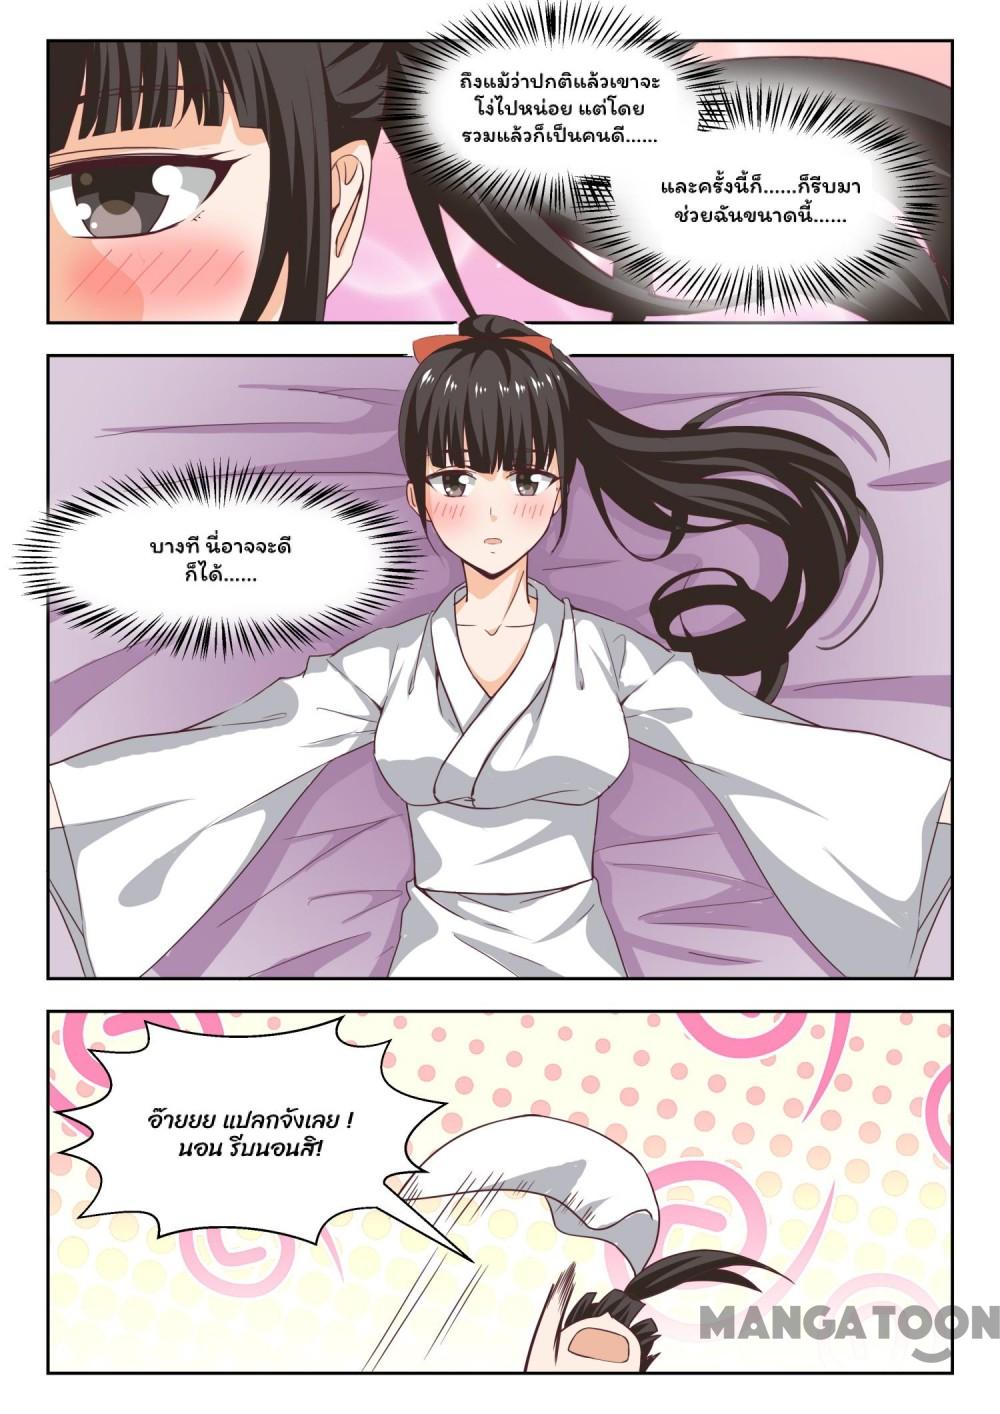 ถึงแม้ว่าปกติแล้วเขาจะ
โง่ไปหน่อย แต่โดย
รวมแล้วก็เป็นคนดี......
และครั้งนี้ก็......ก็รีบมา
ช่วยฉันขนาดนี้......
บางที นี่อาจจะดี
ก็ได้......
อ๊ายยย แปลกจังเลย !
นอน รีบนอนสิ!
MANGATOON